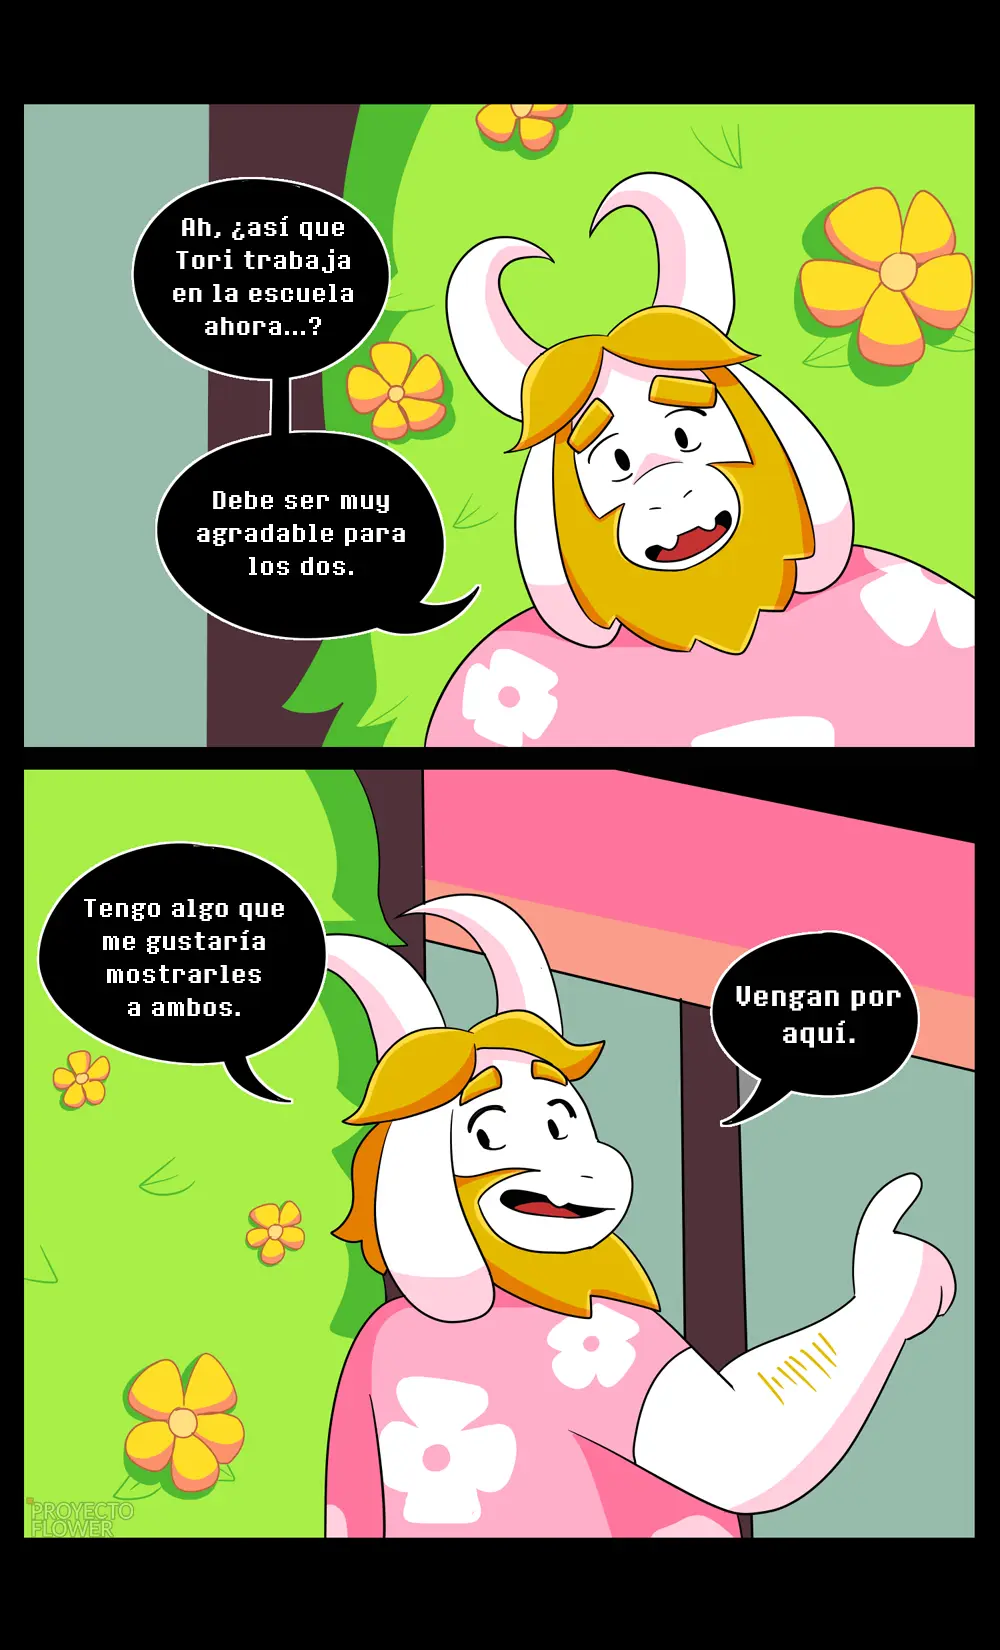 Ah, ¿así que
Tori trabaja
en la escuela
ahora...?
Debe ser muy
agradable para
los dos.
Tengo algo que
me gustaría
mostrarles
a ambos.
Vengan por
aquí.
PROYECTO
FLOWER